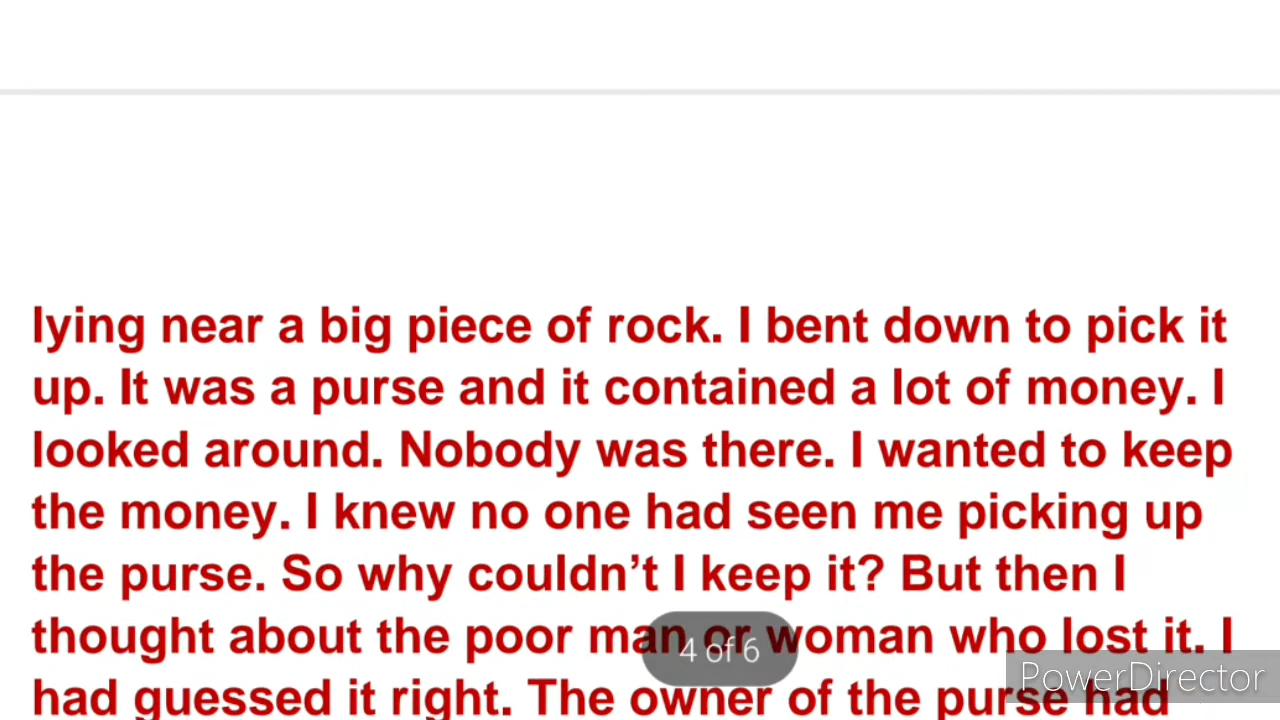 lying near a big piece of rock. I bent down to pick it
up. It was a purse and it contained a lot of money. I
looked around. Nobody was there. I wanted to keep
the money. I knew no one had seen me picking up
the purse. So why couldn’t I keep it? But then I
thought about the poor man or woman who lost it. I
4 of 6
had guessed it right. The owner of the purse had
PowerDirector